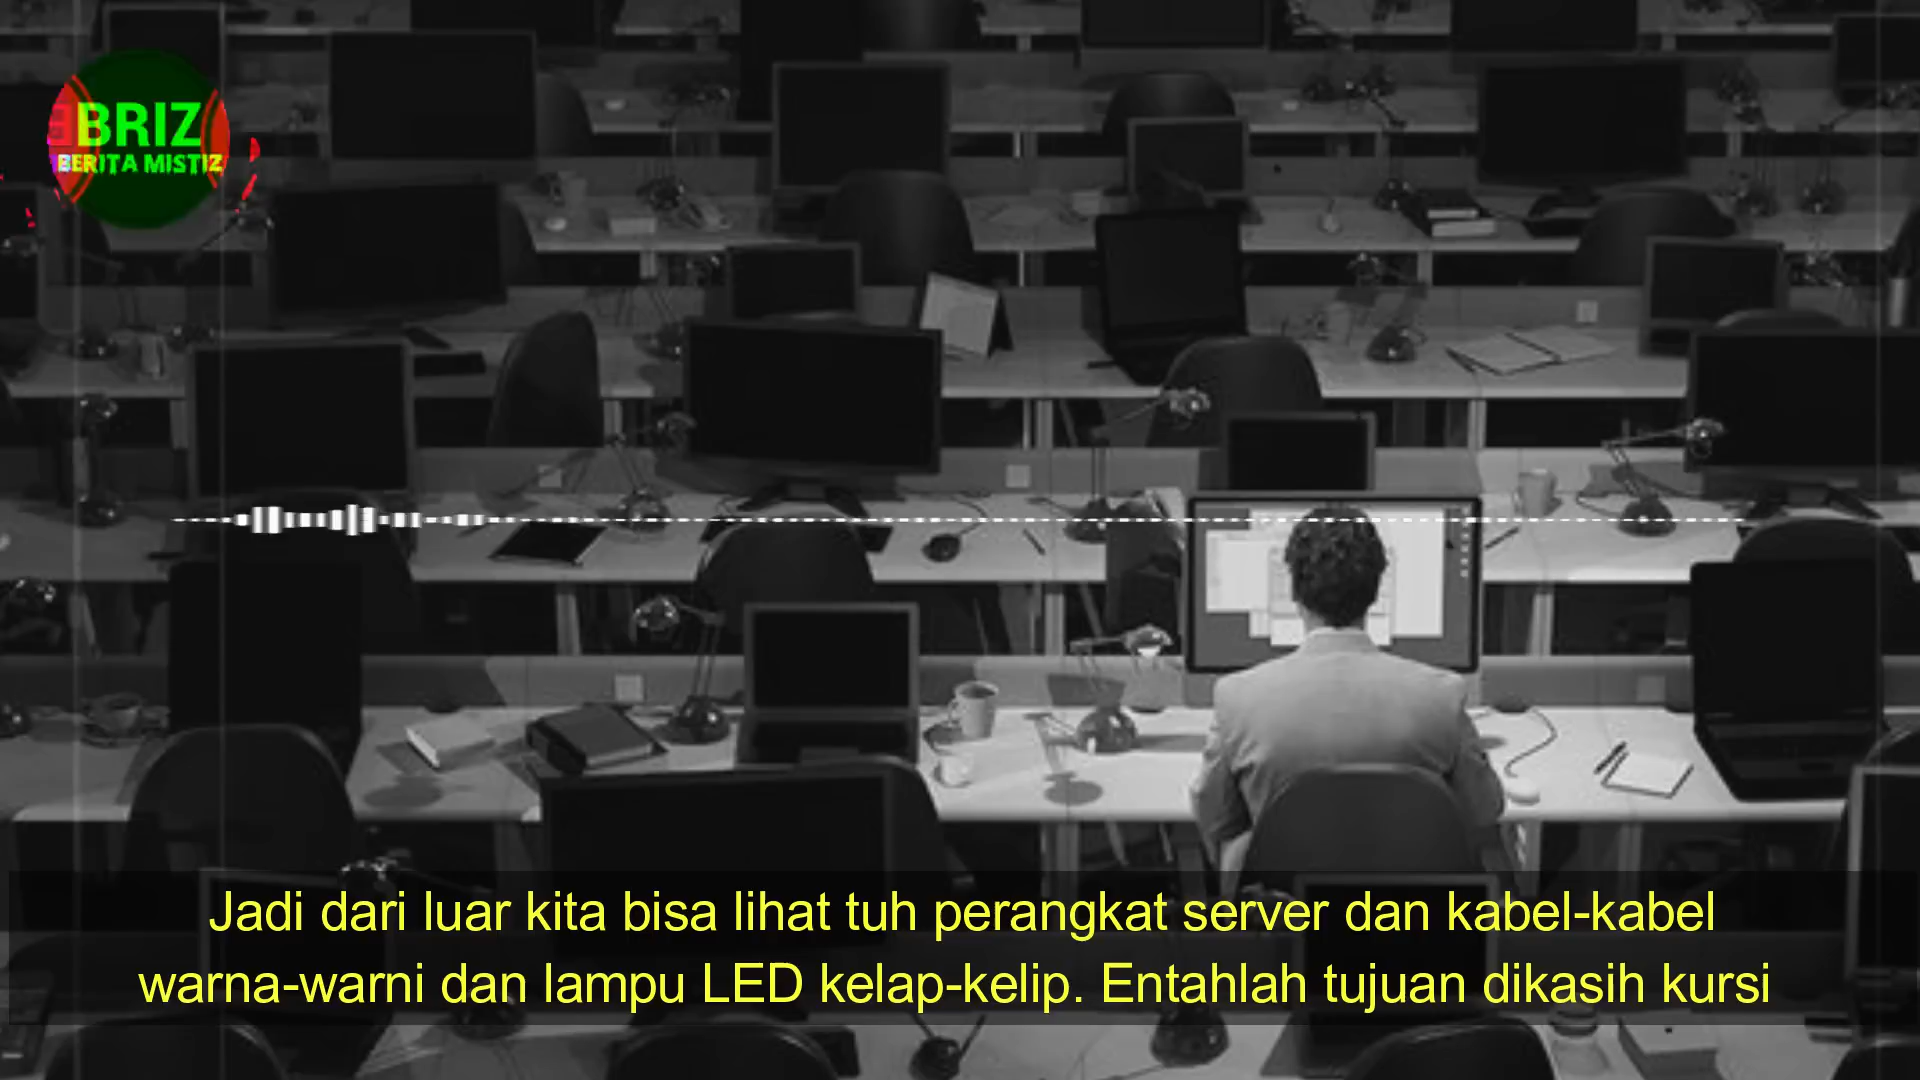 BRIZ
BERITA MISTIZ
Jadi dari luar kita bisa lihat tuh perangkat server dan kabel-kabel
warna-warni dan lampu LED kelap-kelip. Entahlah tujuan dikasih kursi